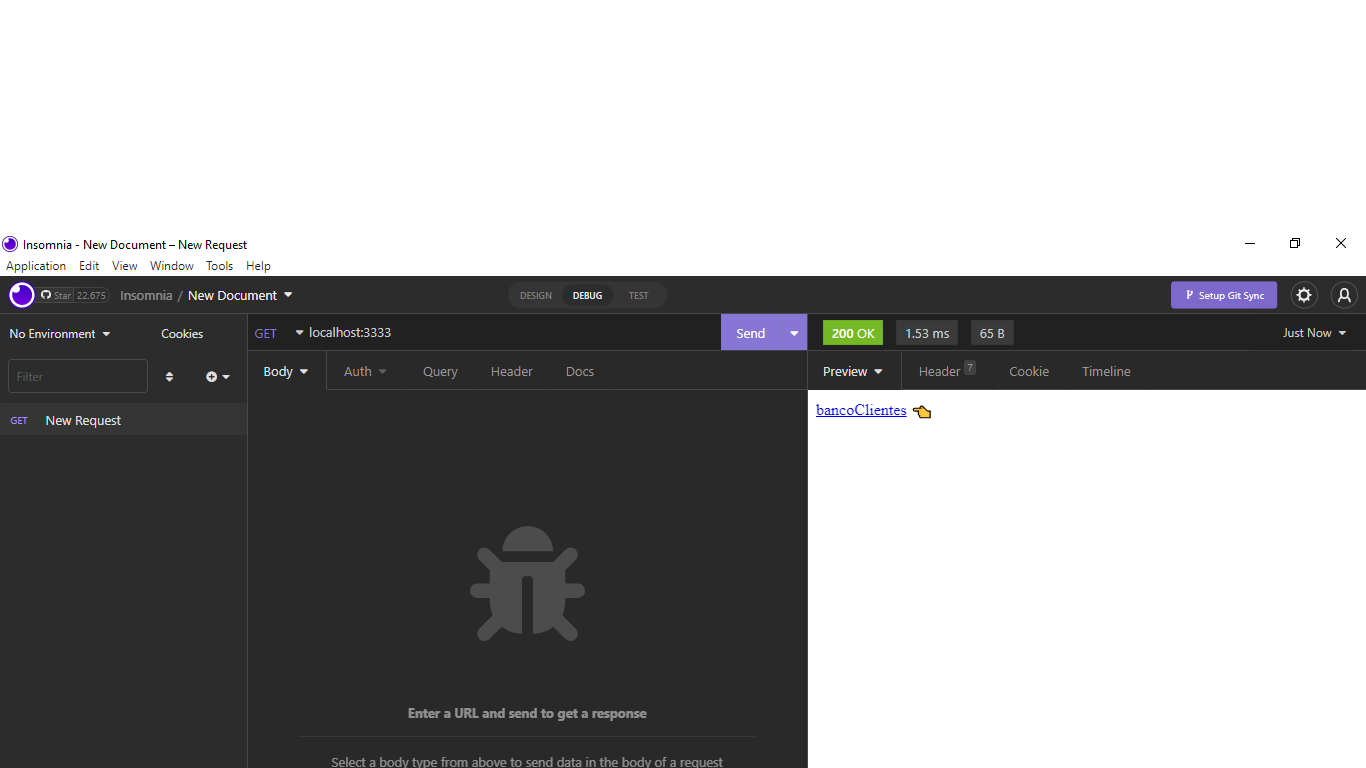 Insomnia - New Document – New Request
Application Edit View Window Tools Help
Star 22.675 Insomnia / New Document DESIGN DEBUG TEST Setup Git Sync
No Environment Cookies GET localhost:3333 Send 200 OK 1.53 ms 65 B Just Now
Filter Body Auth Query Header Docs Preview Header 7 Cookie Timeline
GET New Request
bancoClientes 👈
Enter a URL and send to get a response
Select a body type from above to send data in the body of a request